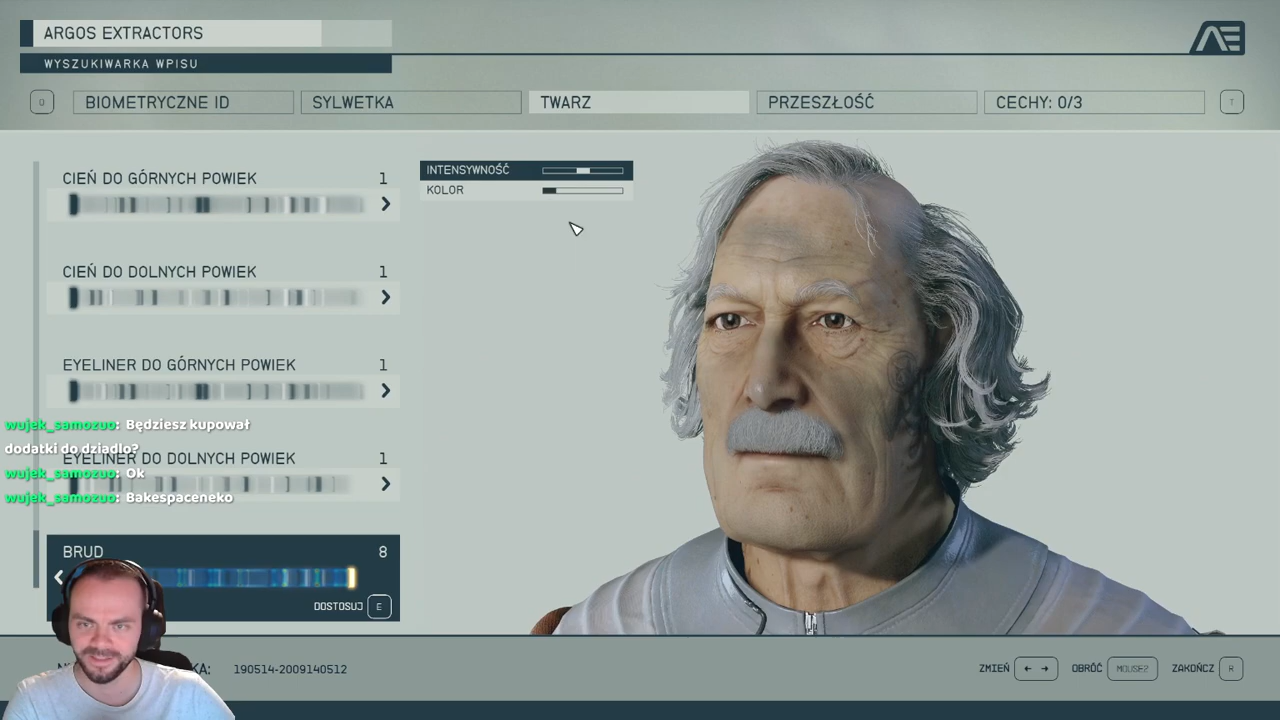 ARGOS EXTRACTORS
WYSZUKIWARKA WPISU
Q
BIOMETRYCZNE ID
SYLWETKA
TWARZ
PRZESZŁOŚĆ
CECHY: 0/3
T
CIEŃ DO GÓRNYCH POWIEK 1
INTENSYWNOŚĆ
KOLOR
CIEŃ DO DOLNYCH POWIEK 1
EYELINER DO GÓRNYCH POWIEK 1
wujek_samozuo: Będziesz kupował
dodatki do dziadlo?
EYELINER DO DOLNYCH POWIEK 1
wujek_samozuo: Ok
wujek_samozuo: Bakespaceneko
BRUD 8
DOSTOSUJ E
KA: 190514-2009140512
ZMIEŃ
OBRÓĆ MOUSE2
ZAKOŃCZ R